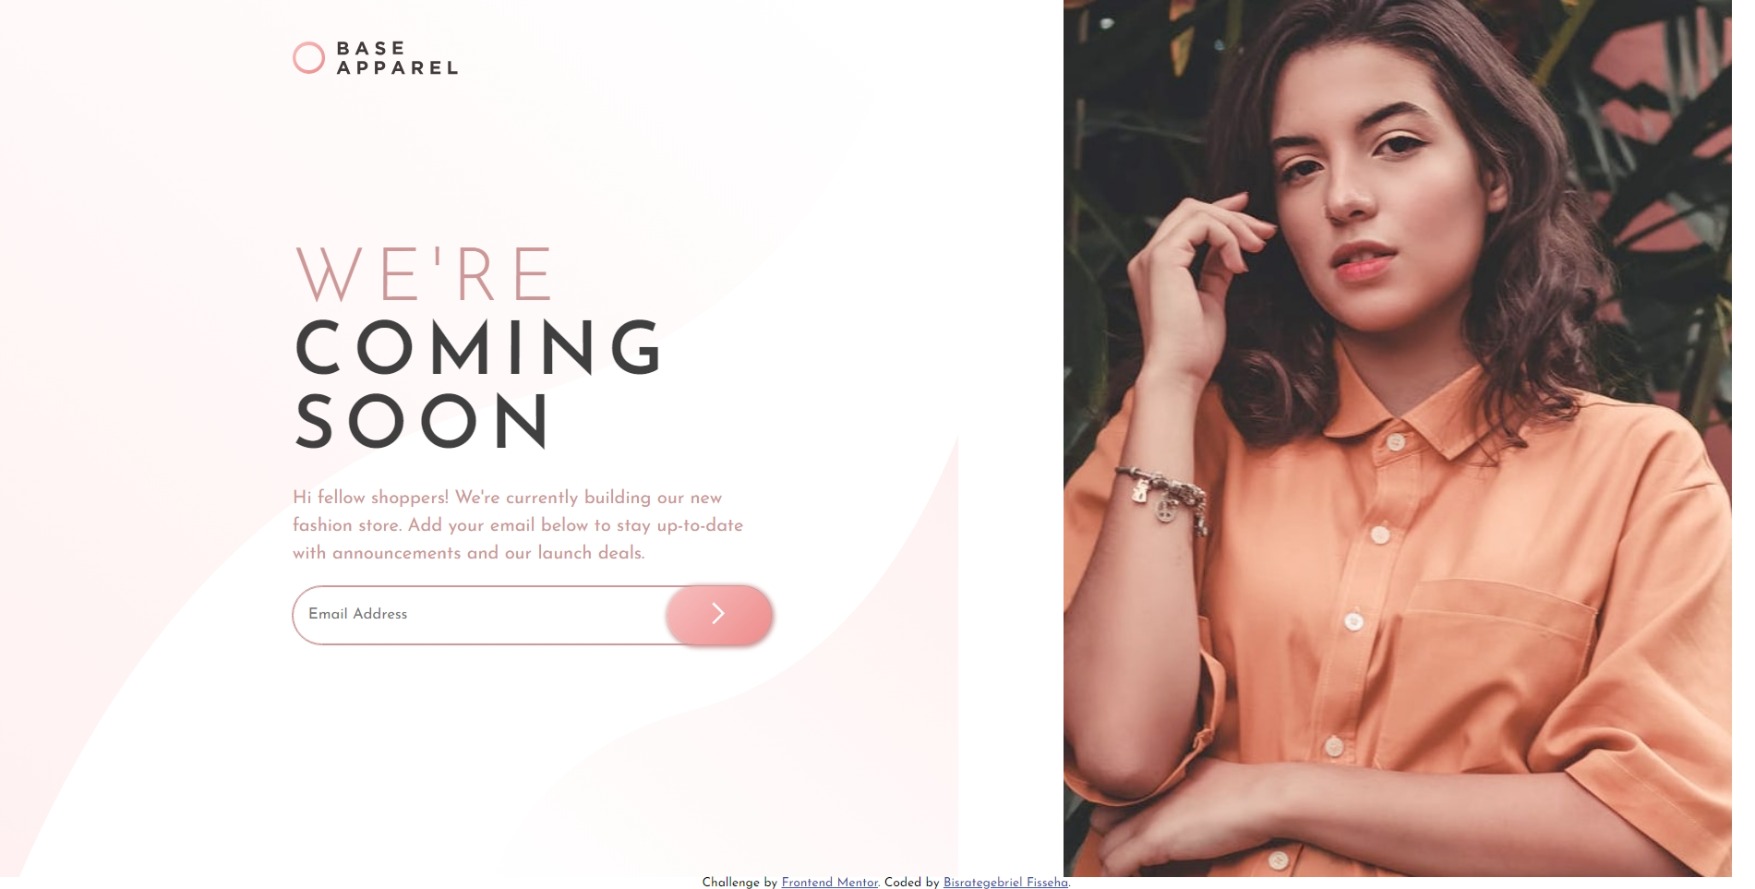 BASE
APPAREL
WE'RE
COMING
SOON
Hi fellow shoppers! We're currently building our new
fashion store. Add your email below to stay up-to-date
with announcements and our launch deals.
Email Address
Challenge by Frontend Mentor. Coded by Bisrategebriel Fisseha.